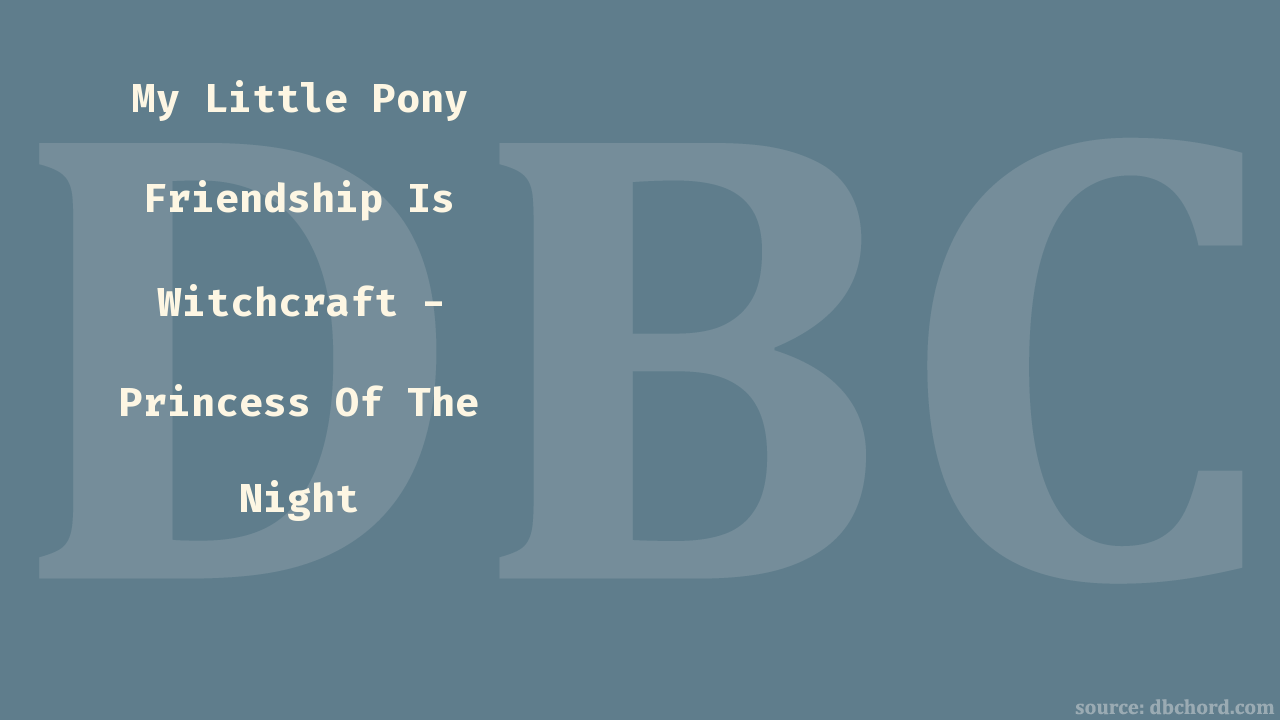 My Little Pony
Friendship Is
Witchcraft –
Princess Of The
Night
DBC
source: dbchord.com